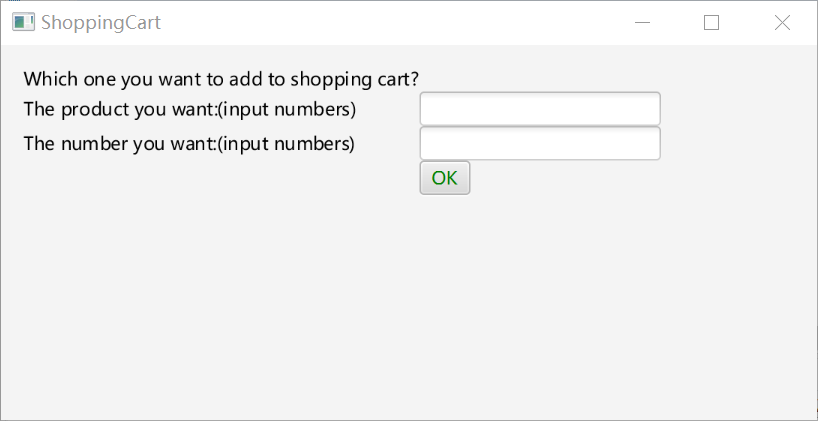 ShoppingCart
Which one you want to add to shopping cart?
The product you want:(input numbers)
The number you want:(input numbers)
OK